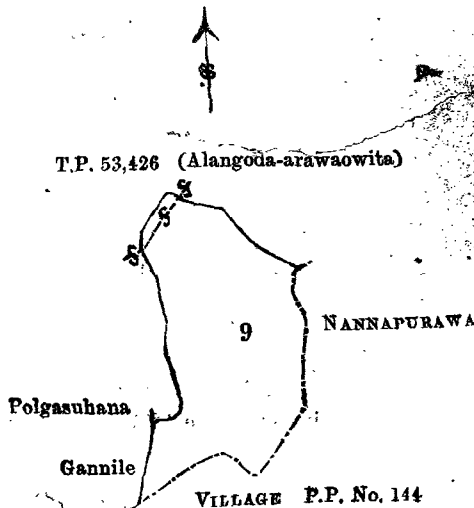 T.P. 53,426 (Alangoda-arawaowita)
9
NANNAPURAWA
Polgasuhana
Gannile
VILLAGE P.P. No. 144